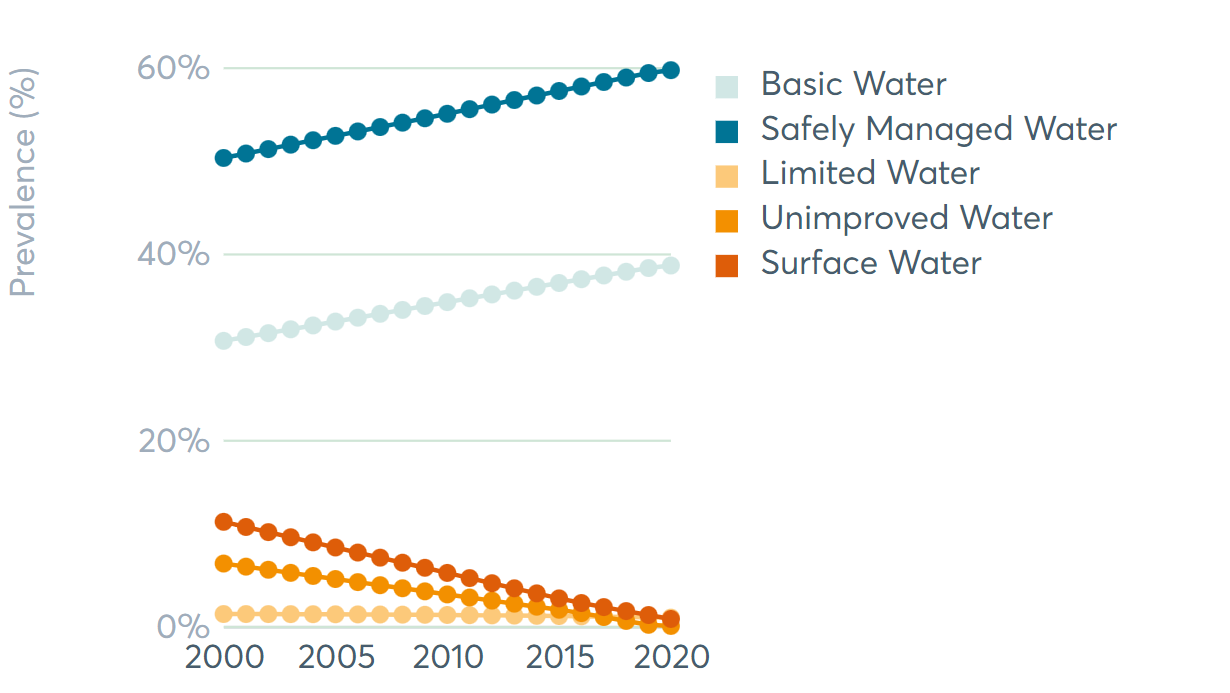 Prevalence (%)
60%
40%
20%
0%
2000 2005 2010 2015 2020
Basic Water
Safely Managed Water
Limited Water
Unimproved Water
Surface Water